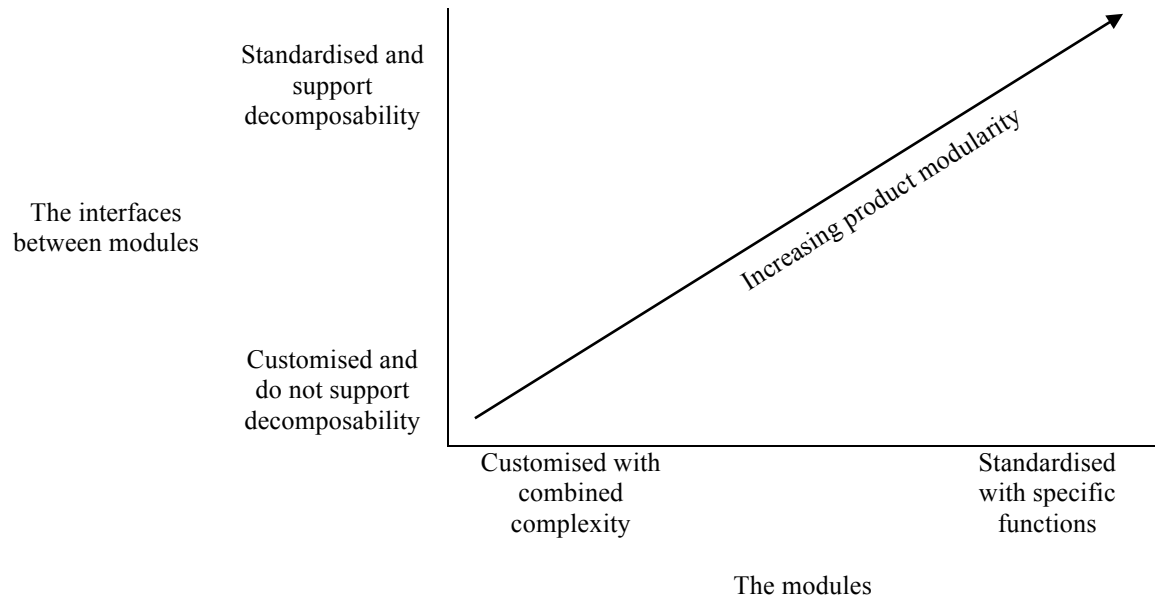 Standardised and
support
decomposability
The interfaces
between modules
Increasing product modularity
Customised and
do not support
decomposability
Customised with
combined
complexity
Standardised
with specific
functions
The modules